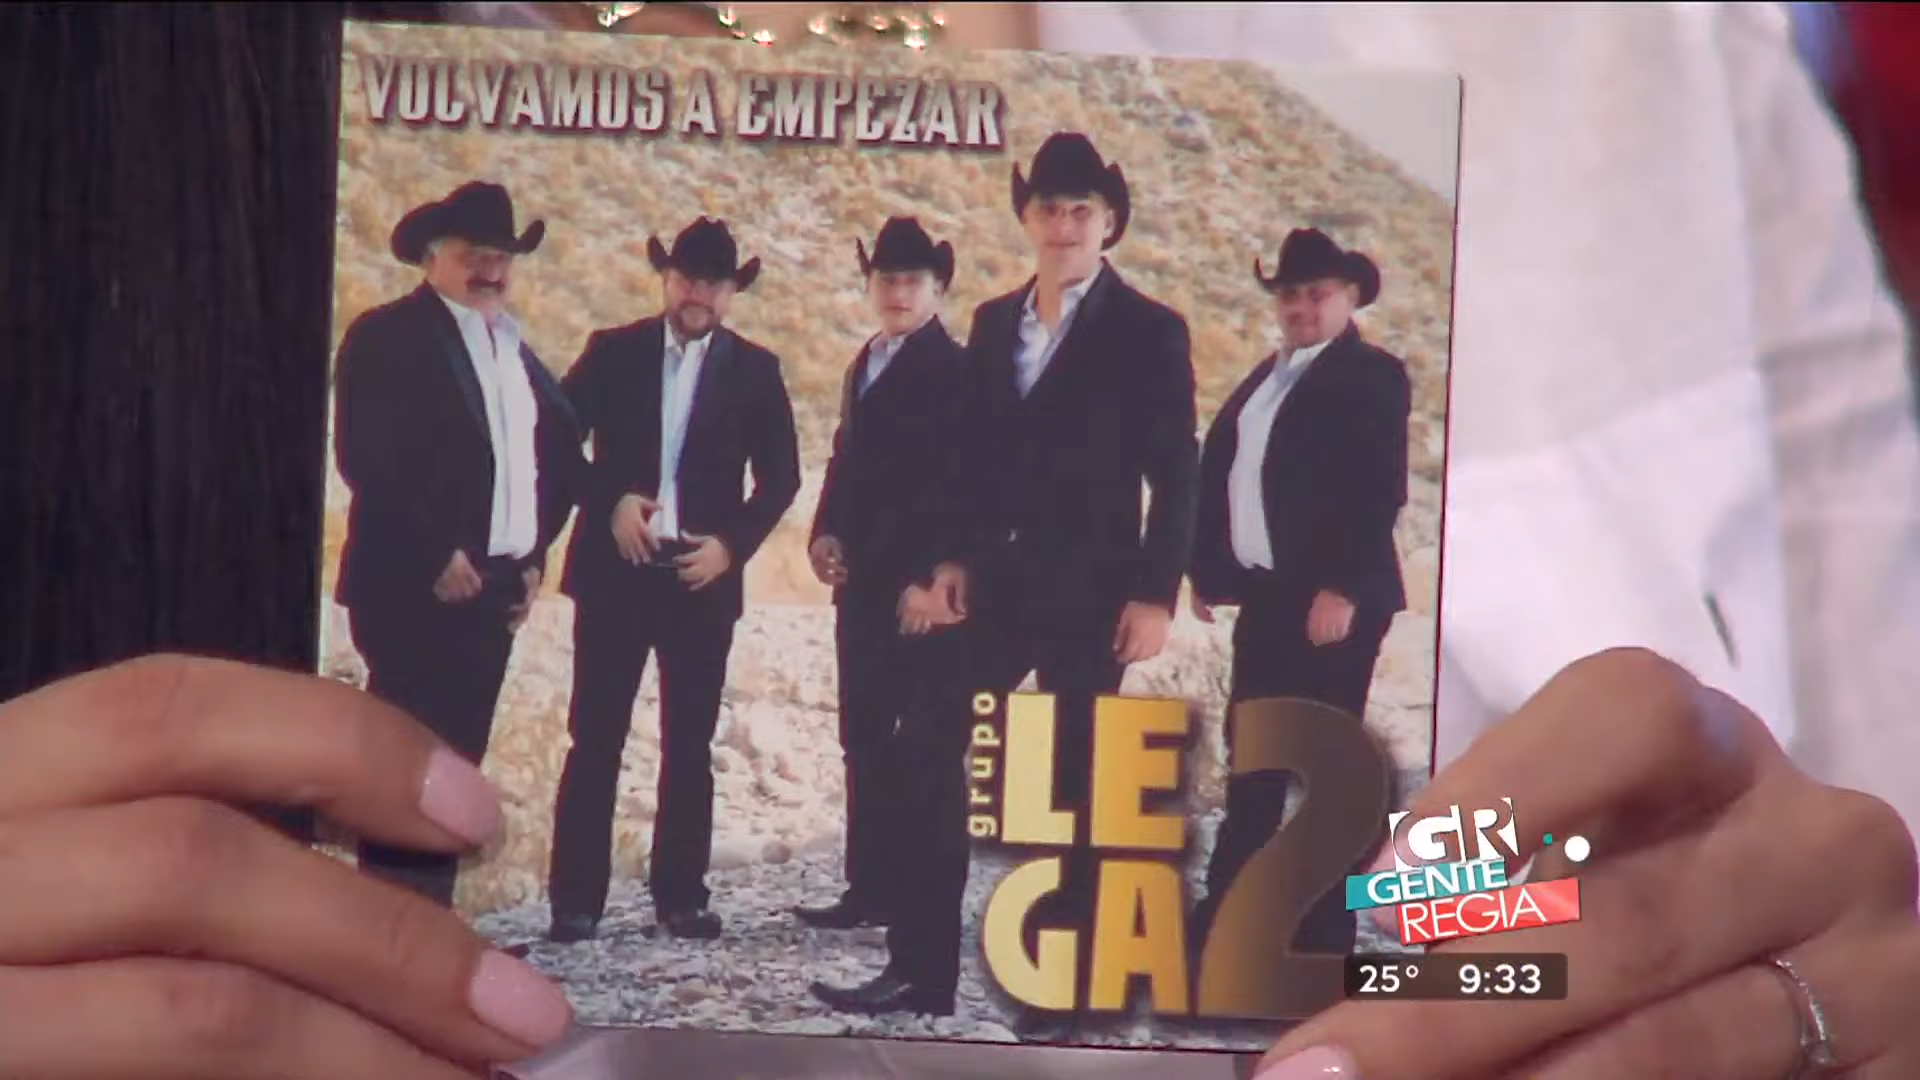 VOLVAMOS A EMPEZAR
grupo
LE
GA2
GR
GENTE
REGIA
25° 9:33